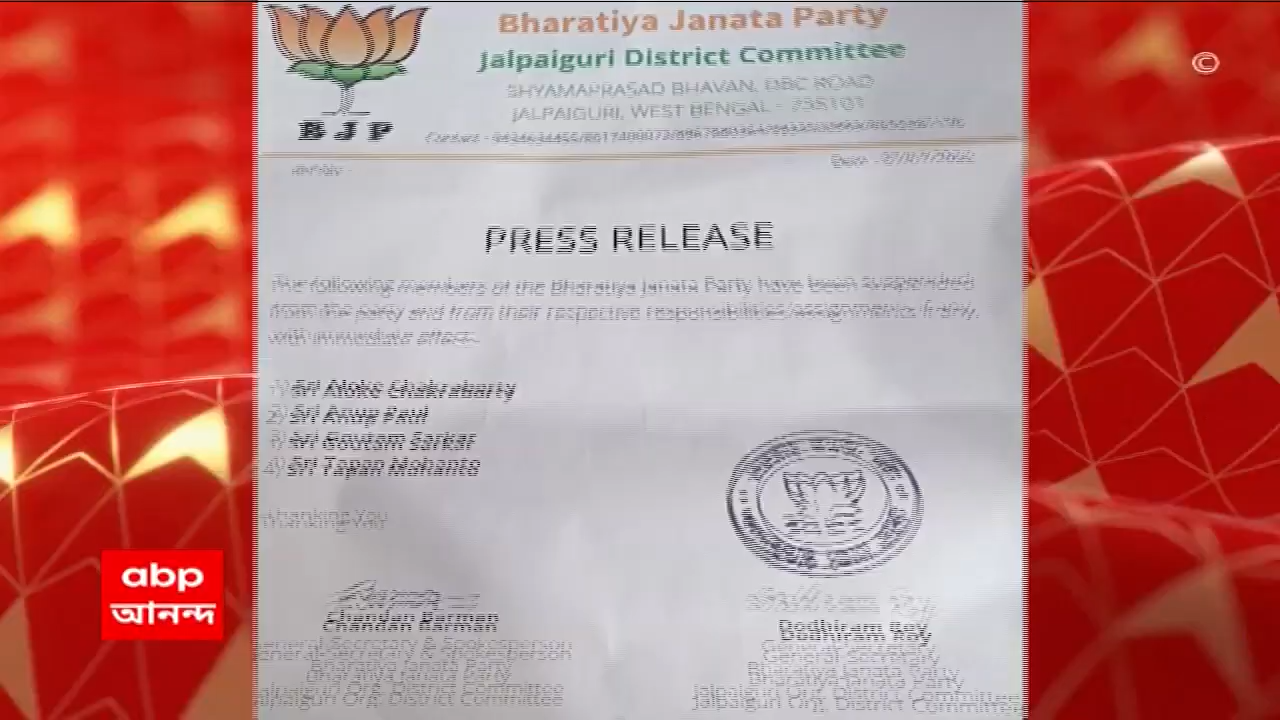 Bharatiya Janata Party
Jalpaiguri District Committee
SHYAMAPRASAD BHAVAN, DBC ROAD
JALPAIGURI, WEST BENGAL - 735101
BJP
Contact -
Date -
©
PRESS RELEASE
The following members of the Bharatiya Janata Party have been suspended
from the party and from their respective responsibilities/assignments if any,
with immediate effect:
1) Sri Aloke Chakraborty
2) Sri Anup Paul
3) Sri Goutam Sarkar
4) Sri Tapan Mohanto
Thanking You
abp
আনন্দ
Chandan Barman
General Secretary & Spokesperson
Bharatiya Janata Party
Jalpaiguri Org. District Committee
Bodhiram Roy
General Secretary
Bharatiya Janata Party
Jalpaiguri Org. District Committee